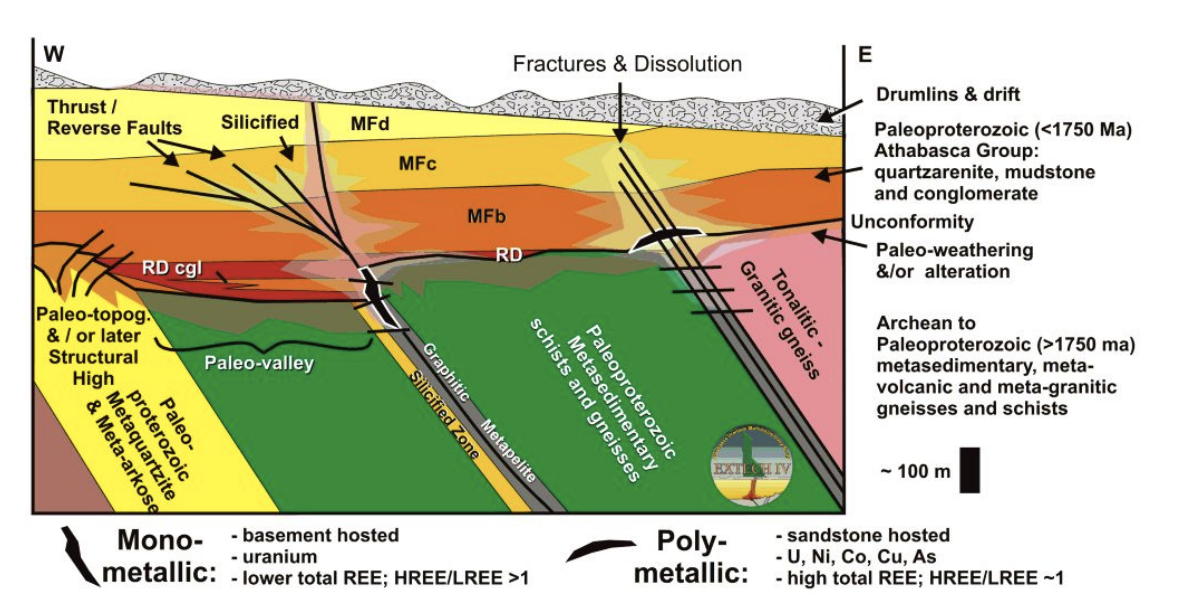 W
E
Fractures & Dissolution
Drumlins & drift
Thrust /
Reverse Faults
Silicified
MFd
MFc
MFb
Paleoproterozoic (<1750 Ma)
Athabasca Group:
quartzarenite, mudstone
and conglomerate
Unconformity
Paleo-weathering
&/or alteration
RD cgl
RD
Paleo-topog.
& / or later
Structural
High
Paleo-valley
Paleo-
proterozoic
Metaquartzite
& Meta-arkose
Silicified Zone
Graphitic Metapelite
Paleoproterozoic
Metasedimentary
schists and gneisses
Tonalitic -
Granitic gneiss
Archean to
Paleoproterozoic (>1750 ma)
metasedimentary, meta-
volcanic and meta-granitic
gneisses and schists
EXTECH IV
~ 100 m
Mono-
metallic:
- basement hosted
- uranium
- lower total REE; HREE/LREE >1
Poly-
metallic:
- sandstone hosted
- U, Ni, Co, Cu, As
- high total REE; HREE/LREE ~1